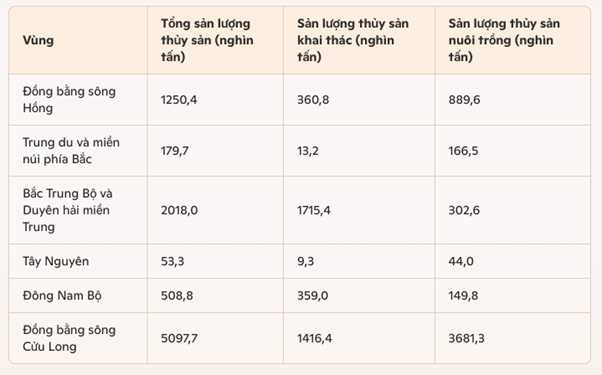 Vùng
Tổng sản lượng
thủy sản (nghìn
tấn)
Sản lượng thủy sản
khai thác (nghìn
tấn)
Sản lượng thủy sản
nuôi trồng (nghìn
tấn)
Đồng bằng sông
Hồng
1250,4
360,8
889,6
Trung du và miền
núi phía Bắc
179,7
13,2
166,5
Bắc Trung Bộ và
Duyên hải miền
Trung
2018,0
1715,4
302,6
Tây Nguyên
53,3
9,3
44,0
Đông Nam Bộ
508,8
359,0
149,8
Đồng bằng sông
Cửu Long
5097,7
1416,4
3681,3